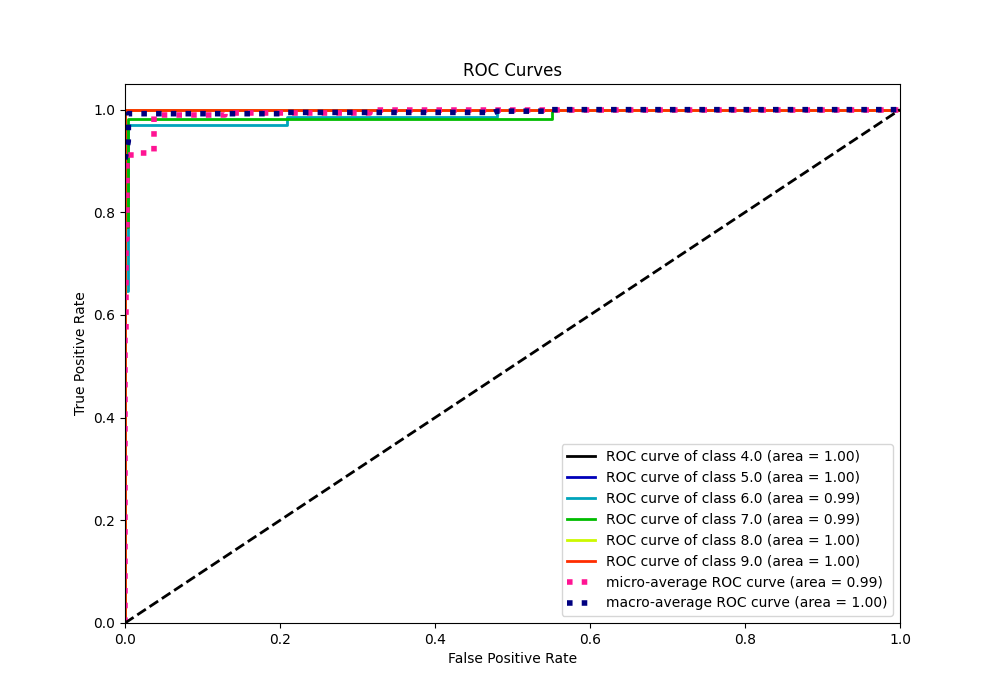 ROC Curves
True Positive Rate
1.0
0.8
0.6
0.4
0.2
0.0
ROC curve of class 4.0 (area = 1.00)
ROC curve of class 5.0 (area = 1.00)
ROC curve of class 6.0 (area = 0.99)
ROC curve of class 7.0 (area = 0.99)
ROC curve of class 8.0 (area = 1.00)
ROC curve of class 9.0 (area = 1.00)
micro-average ROC curve (area = 0.99)
macro-average ROC curve (area = 1.00)
0.0 0.2 0.4 0.6 0.8 1.0
False Positive Rate